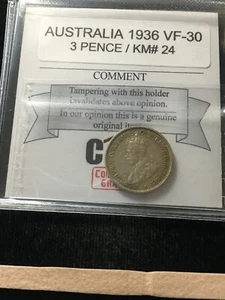 AUSTRALIA 1936 VF-30
3 PENCE / KM# 24
COMMENT
Tampering with this holder
invalidates above opinion.
In our opinion this is a genuine
original
C